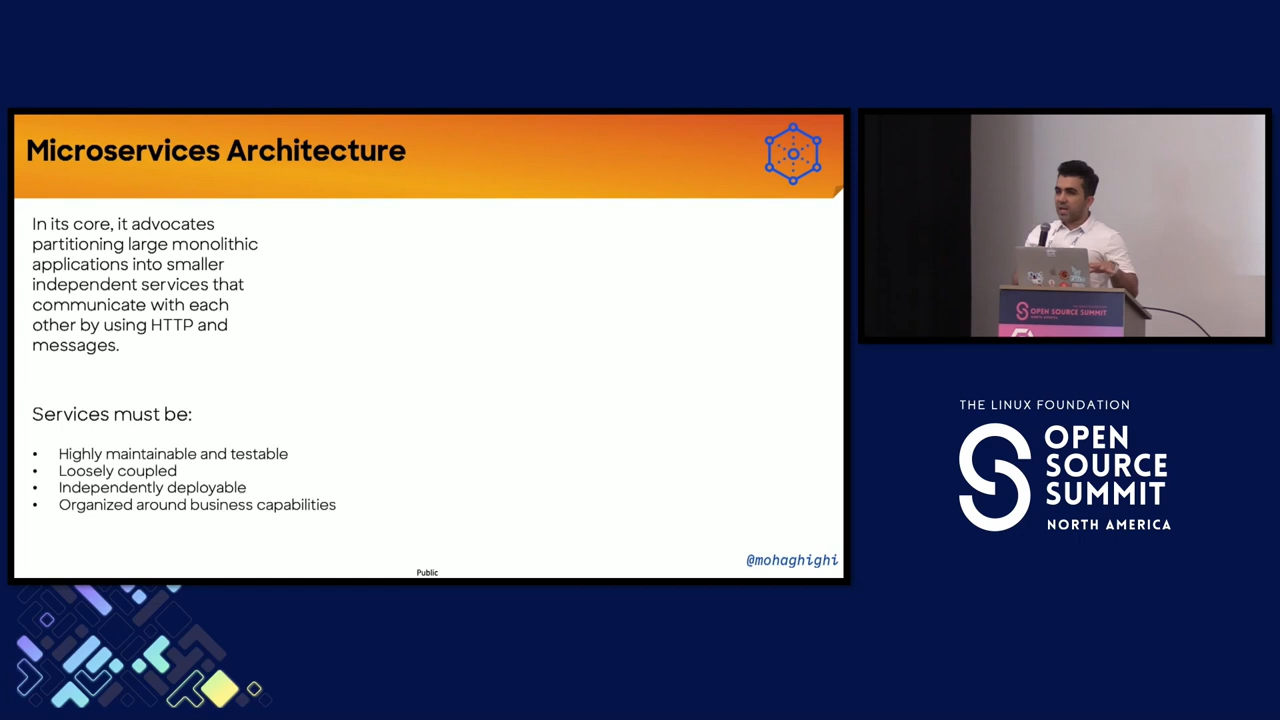 Microservices Architecture
In its core, it advocates
partitioning large monolithic
applications into smaller
independent services that
communicate with each
other by using HTTP and
messages.
Services must be:
• Highly maintainable and testable
• Loosely coupled
• Independently deployable
• Organized around business capabilities
@mohaghighi
Public
OPEN SOURCE SUMMIT
THE LINUX FOUNDATION
OPEN
SOURCE
SUMMIT
NORTH AMERICA